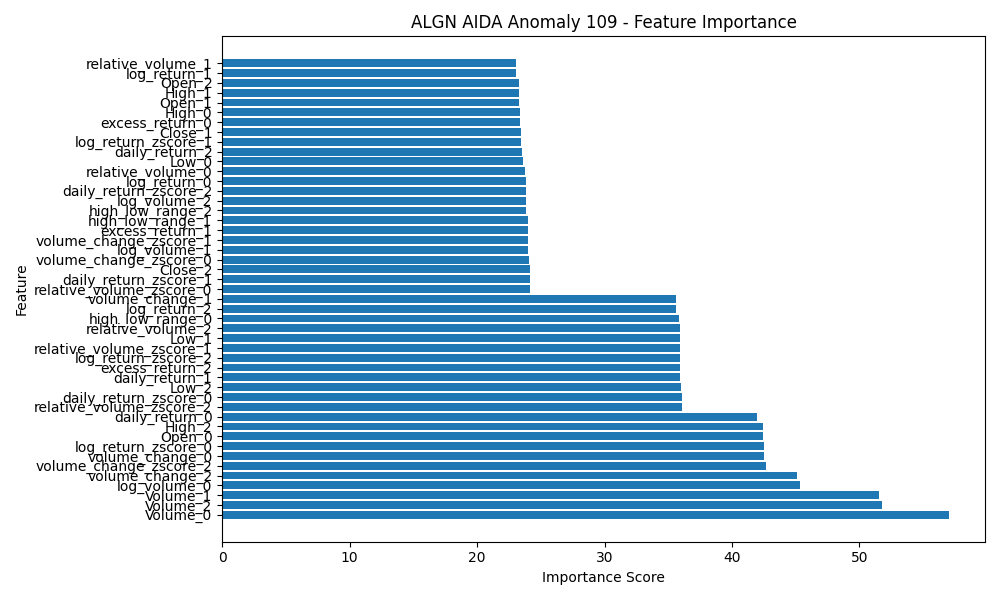 ALGN AIDA Anomaly 109 - Feature Importance
relative_volume_1
log_return_1
Open_2
High_1
Open_1
High_0
excess_return_0
Close_1
log_return_zscore_1
daily_return_2
Low_0
relative_volume_0
log_return_0
daily_return_zscore_2
log_volume_2
high_low_range_2
high_low_range_1
excess_return_1
volume_change_zscore_1
log_volume_1
volume_change_zscore_0
Close_2
daily_return_zscore_1
relative_volume_zscore_0
volume_change_1
log_return_2
high_low_range_0
relative_volume_2
Low_1
relative_volume_zscore_1
log_return_zscore_2
excess_return_2
daily_return_1
Low_2
daily_return_zscore_0
relative_volume_zscore_2
daily_return_0
High_2
Open_0
log_return_zscore_0
volume_change_0
volume_change_zscore_2
volume_change_2
log_volume_0
Volume_1
Volume_2
Volume_0
Feature
0 10 20 30 40 50
Importance Score